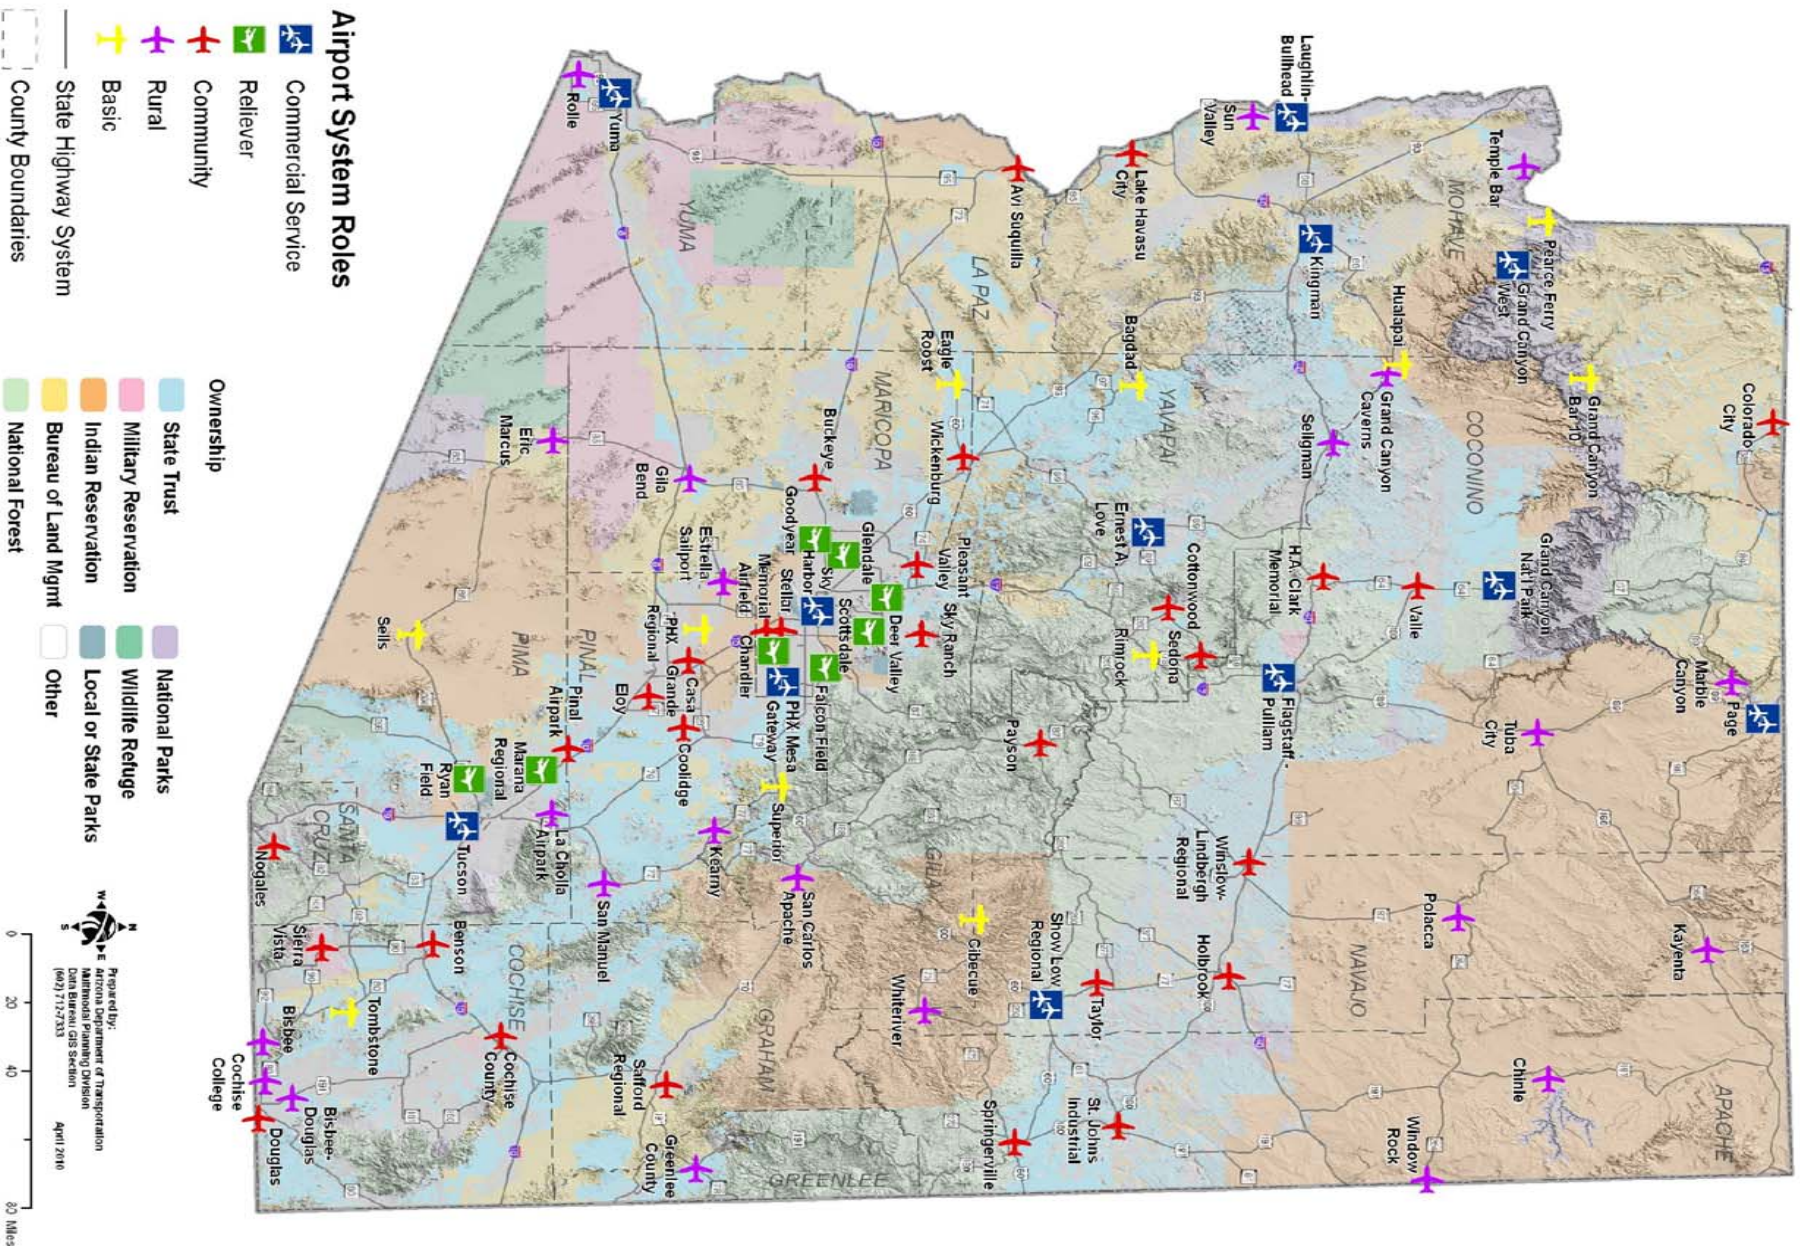 Airport System Roles
Commercial Service
Reliever
Community
Rural
Basic
State Highway System
County Boundaries
Ownership
State Trust
Military Reservation
Indian Reservation
Bureau of Land Mgmt
National Forest
National Parks
Wildlife Refuge
Local or State Parks
Other
N
W
E
S
Prepared by:
Arizona Department of Transportation
Multimodal Planning Division
Data Bureau GIS Section
(602) 712-7333
April 2010
0
20
40
80 Miles
Colorado
City
Page
Marble
Canyon
Kayenta
APACHE
Pearce Ferry
Grand Canyon
Bar 10
Temple Bar
Grand Canyon
West
Grand Canyon
Nat'l Park
Tuba
City
Chinle
MOHAVE
COCONINO
Hualapai
Grand Canyon
Caverns
Valle
Polacca
Window
Rock
NAVAJO
Laughlin-
Bullhead
Sun
Valley
Kingman
Seligman
H.A. Clark
Memorial
Flagstaff-
Pulliam
Winslow-
Lindbergh
Regional
Holbrook
Lake Havasu
City
Bagdad
YAVAPAI
Ernest A.
Love
Cottonwood
Sedona
Rimrock
Taylor
St. Johns
Industrial
Avi Suquilla
LA PAZ
Payson
Show Low
Regional
Springerville
Eagle
Roost
Wickenburg
Pleasant
Valley
Sky Ranch
GILA
Cibecue
Whiteriver
MARICOPA
Buckeye
Glendale
Deer Valley
Goodyear
Sky
Harbor
Scottsdale
Falcon Field
Stellar
Memorial
Airfield
Chandler
PHX Mesa
Gateway
Superior
San Carlos
Apache
GRAHAM
GREENLEE
YUMA
Estrella
Sailport
Gila
Bend
PHX
Regional
Casa
Grande
Coolidge
Kearny
Eloy
Safford
Regional
Greenlee
County
Yuma
Rolle
PINAL
Pinal
Airpark
San Manuel
Eric
Marcus
PIMA
Marana
Regional
La Cholla
Airpark
COCHISE
Cochise
County
Sells
Ryan
Field
Tucson
Benson
SANTA
CRUZ
Tombstone
Nogales
Sierra
Vista
Bisbee
Bisbee-
Douglas
Cochise
College
Douglas